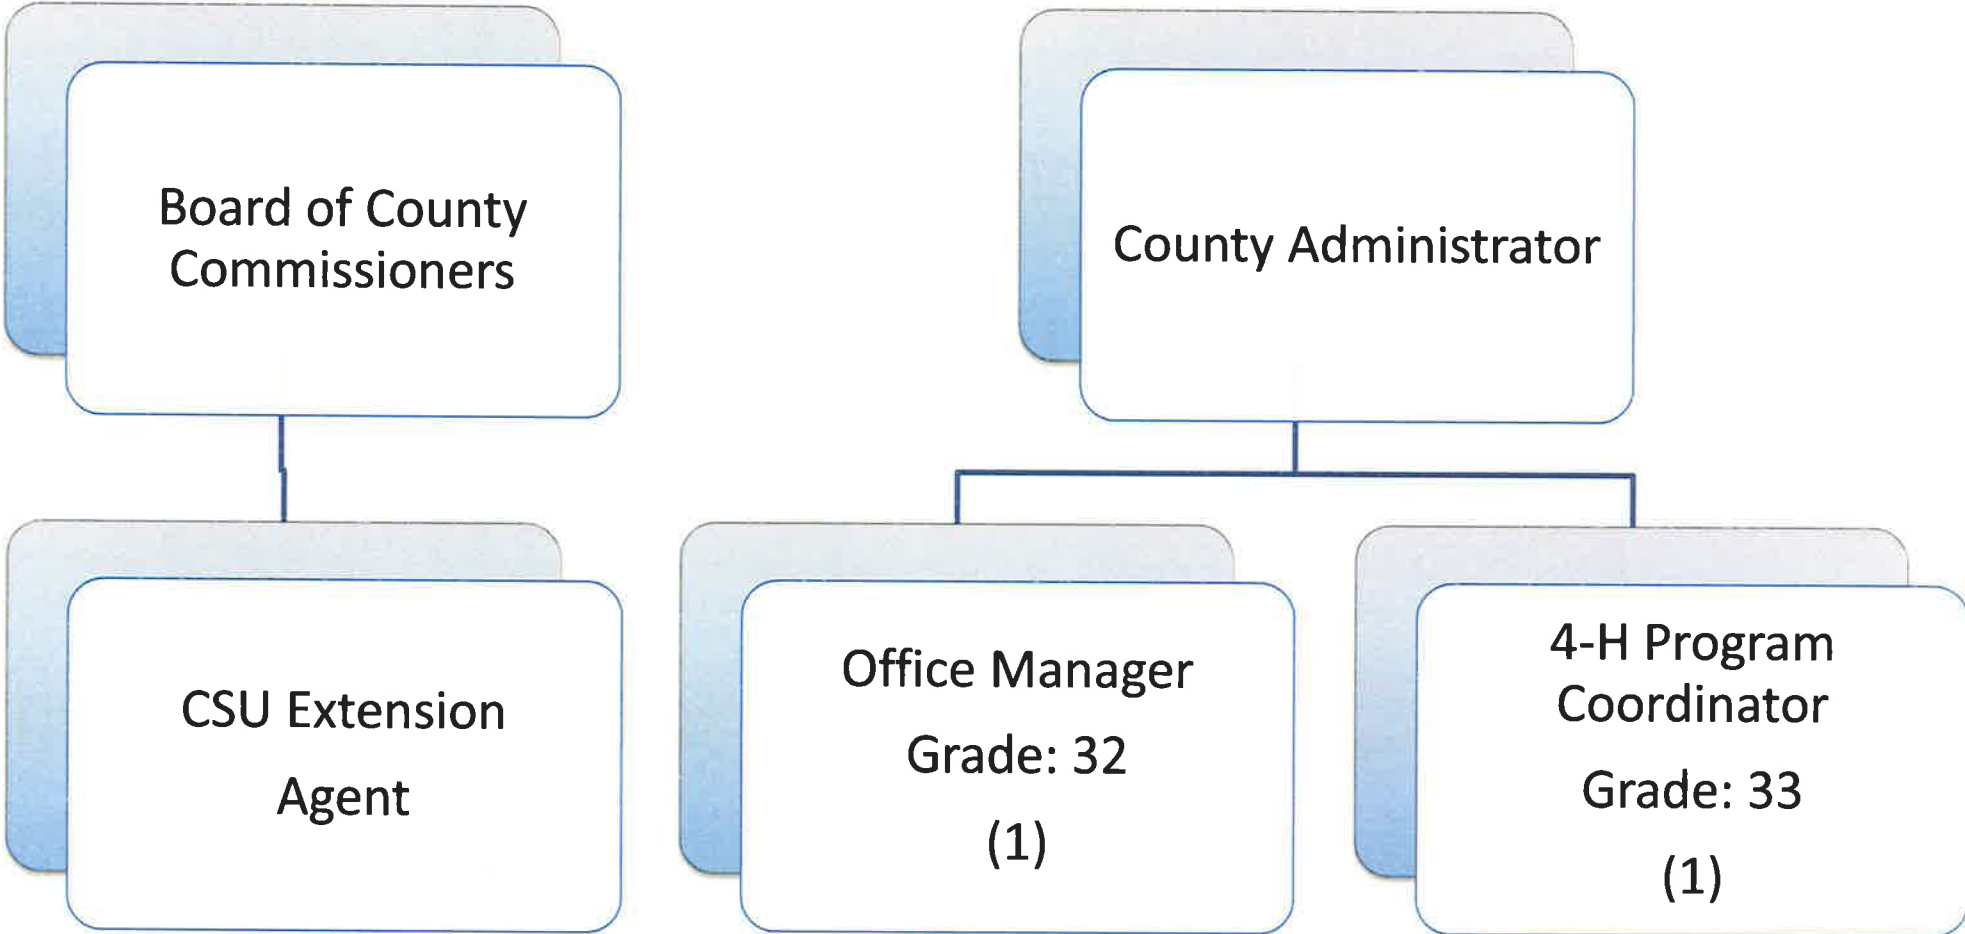 Board of County
Commissioners
County Administrator
CSU Extension
Agent
Office Manager
Grade: 32
(1)
4-H Program
Coordinator
Grade: 33
(1)